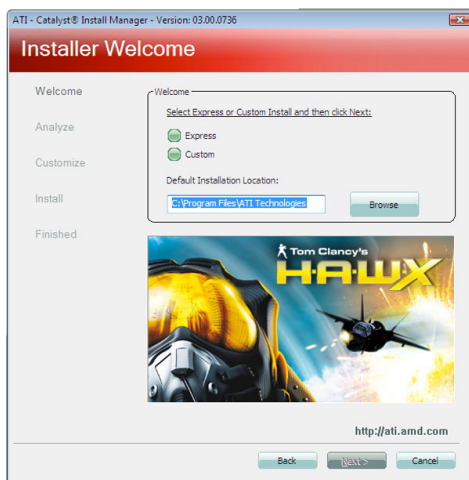 ATI - Catalyst® Install Manager - Version: 03.00.0736
Installer Welcome
Welcome
Analyze
Customize
Install
Finished
Welcome
Select Express or Custom Install and then click Next:
Express
Custom
Default Installation Location:
C:\Program Files\ATI Technologies
Browse
Tom Clancy's
H·A·W·X
http://ati.amd.com
Back
Next >
Cancel